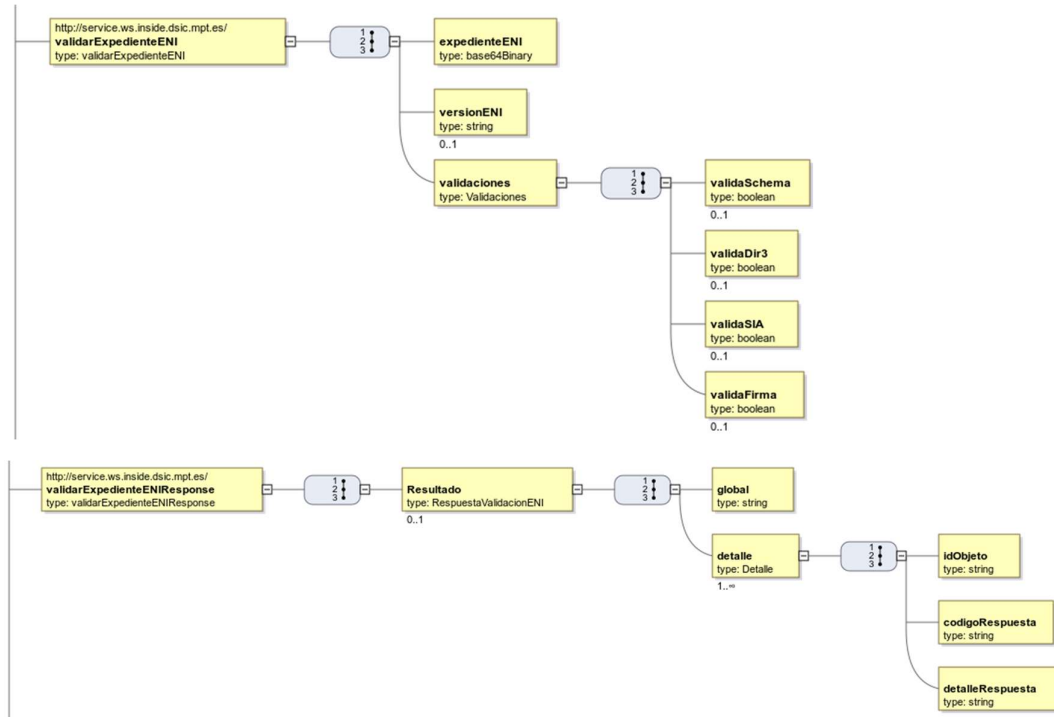 http://service.ws.inside.dsic.mpt.es/
validarExpedienteENI
type: validarExpedienteENI
1
2
3
expedienteENI
type: base64Binary
versionENI
type: string
0..1
validaciones
type: Validaciones
1
2
3
validaSchema
type: boolean
0..1
validaDir3
type: boolean
0..1
validaSIA
type: boolean
0..1
validaFirma
type: boolean
0..1
http://service.ws.inside.dsic.mpt.es/
validarExpedienteENIResponse
type: validarExpedienteENIResponse
1
2
3
Resultado
type: RespuestaValidacionENI
0..1
1
2
3
global
type: string
detalle
type: Detalle
1..∞
1
2
3
idObjeto
type: string
codigoRespuesta
type: string
detalleRespuesta
type: string